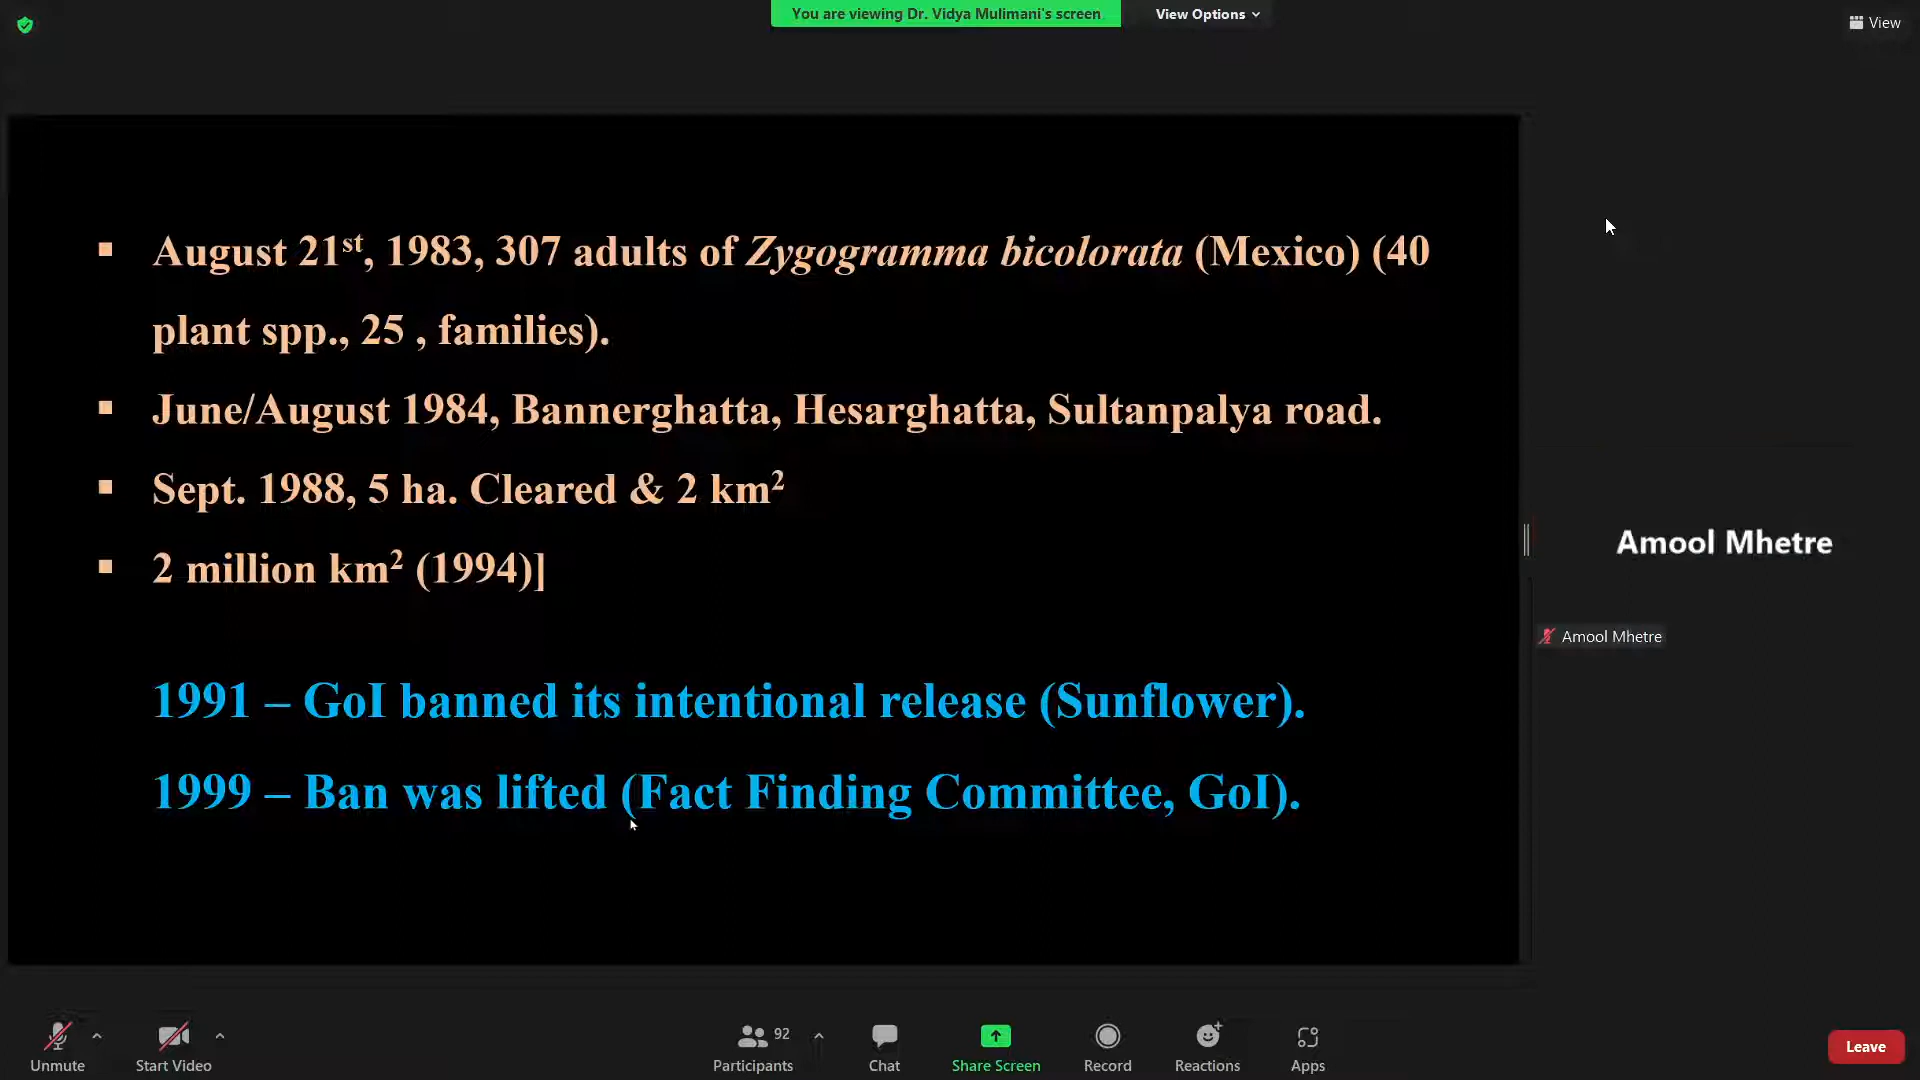 You are viewing Dr. Vidya Mulimani's screen
View Options
View
▪ August 21st, 1983, 307 adults of Zygogramma bicolorata (Mexico) (40
plant spp., 25 , families).
▪ June/August 1984, Bannerghatta, Hesarghatta, Sultanpalya road.
▪ Sept. 1988, 5 ha. Cleared & 2 km²
▪ 2 million km² (1994)]
1991 – GoI banned its intentional release (Sunflower).
1999 – Ban was lifted (Fact Finding Committee, GoI).
Amool Mhetre
Amool Mhetre
Unmute
Start Video
92
Participants
Chat
Share Screen
Record
Reactions
Apps
Leave